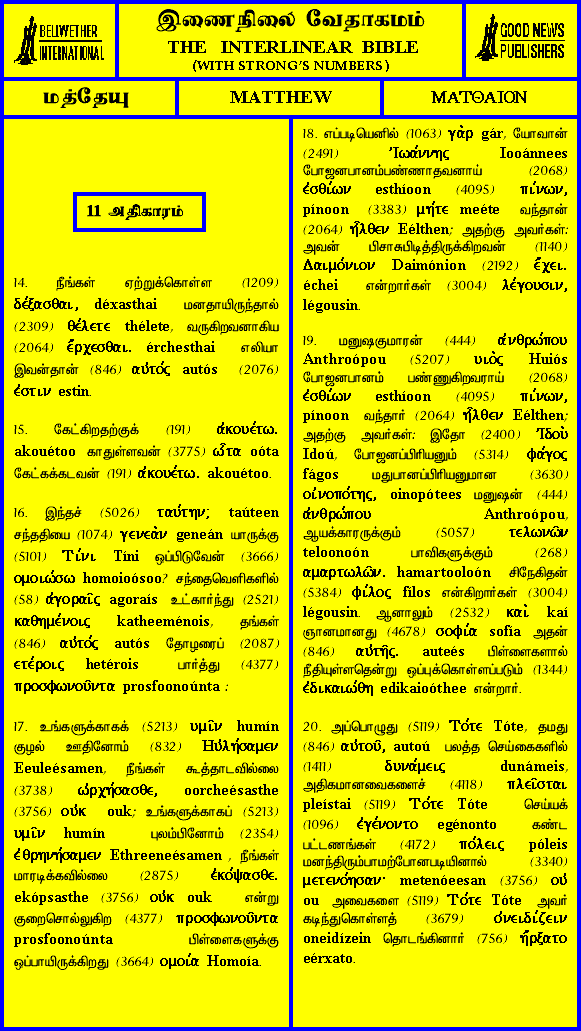 BELLWETHER
INTERNATIONAL
இணைநிலை வேதாகமம்
THE INTERLINEAR BIBLE
(WITH STRONG'S NUMBERS)
GOOD NEWS
PUBLISHERS
மத்தேயு
MATTHEW
ΜΑΤΘΑΙΟΝ
11 அதிகாரம்
14. நீங்கள் ஏற்றுக்கொள்ள (1209)
δέξασθαι, déxasthai மனதாயிருந்தால்
(2309) θέλετε thélete, வருகிறவனாகிய
(2064) ἔρχεσθαι. érchesthai எலியா
இவன்தான் (846) αὐτός autós (2076)
ἐστιν estin.
15. கேட்கிறதற்குக் (191) ἀκουέτω.
akouétoo காதுள்ளவன் (3775) ὦτα oóta
கேட்கக்கடவன் (191) ἀκουέτω. akouétoo.
16. இந்தச் (5026) ταύτην; taúteen
சந்ததியை (1074) γενεὰν geneán யாருக்கு
(5101) Τίνι Tíni ஒப்பிடுவேன் (3666)
ομοιώσω homoioósoo? சந்தைவெளிகளில்
(58) ἀγοραῖς agoraís உட்கார்ந்து (2521)
καθημένοις katheeménois, தங்கள்
(846) αὐτός autós தோழரைப் (2087)
ετέροις hetérois பார்த்து (4377)
προσφωνοῦντα prosfoonoúnta :
17. உங்களுக்காகக் (5213) υμῖν humín
குழல் ஊதினோம் (832) Ηὐλήσαμεν
Eeuleésamen, நீங்கள் கூத்தாடவில்லை
(3738) ὠρχήσασθε, oorcheésasthe
(3756) οὐκ ouk; உங்களுக்காகப் (5213)
υμῖν humín புலம்பினோம் (2354)
ἐθρηνήσαμεν Ethreeneésamen , நீங்கள்
மாரடிக்கவில்லை (2875) ἐκόψασθε.
ekópsasthe (3756) οὐκ ouk என்று
குறைசொல்லுகிற (4377) προσφωνοῦντα
prosfoonoúnta பிள்ளைகளுக்கு
ஒப்பாயிருக்கிறது (3664) ομοία Homoía.
18. எப்படியெனில் (1063) γὰρ gár, யோவான்
(2491) Ἰωάννης Iooánnees
போஜனபானம்பண்ணாதவனாய் (2068)
ἐσθίων esthíoon (4095) πίνων,
pínoon (3383) μήτε meéte வந்தான்
(2064) ἦλθεν Eélthen; அதற்கு அவர்கள்:
அவன் பிசாசுபிடித்திருக்கிறவன் (1140)
Δαιμόνιον Daimónion (2192) ἔχει.
échei என்றார்கள் (3004) λέγουσιν,
légousin.
19. மனுஷகுமாரன் (444) ἀνθρώπου
Anthroópou (5207) υιὸς Huiós
போஜனபானம் பண்ணுகிறவராய் (2068)
ἐσθίων esthíoon (4095) πίνων,
pínoon வந்தார் (2064) ἦλθεν Eélthen;
அதற்கு அவர்கள்: இதோ (2400) Ἰδοὺ
Idoú, போஜனப்பிரியனும் (5314) φάγος
fágos மதுபானப்பிரியனுமான (3630)
οἰνοπότης, oinopótees மனுஷன் (444)
ἀνθρώπου Anthroópou,
ஆயக்காரருக்கும் (5057) τελωνῶν
teloonoón பாவிகளுக்கும் (268)
αμαρτωλῶν. hamartooloón சிநேகிதன்
(5384) φίλος fílos என்கிறார்கள் (3004)
légousin. ஆனாலும் (2532) καὶ kaí
ஞானமானது (4678) σοφία sofía அதன்
(846) αὐτῆς. auteés பிள்ளைகளால்
நீதியுள்ளதென்று ஒப்புக்கொள்ளப்படும் (1344)
ἐδικαιώθη edikaioóthee என்றார்.
20. அப்பொழுது (5119) Τότε Tóte, தமது
(846) αὐτοῦ, autoú பலத்த செய்கைகளில்
(1411) δυνάμεις dunámeis,
அதிகமானவைகளைச் (4118) πλεῖσται
pleístai (5119) Τότε Tóte செய்யக்
(1096) ἐγένοντο egénonto கண்ட
பட்டணங்கள் (4172) πόλεις póleis
மனந்திரும்பாமற்போனபடியினால் (3340)
μετενόησαν· metenóeesan (3756) οὐ
ou அவைகளை (5119) Τότε Tóte அவர்
கடிந்துகொள்ளத் (3679) ὀνειδίζειν
oneidízein தொடங்கினார் (756) ἤρξατο
eérxato.